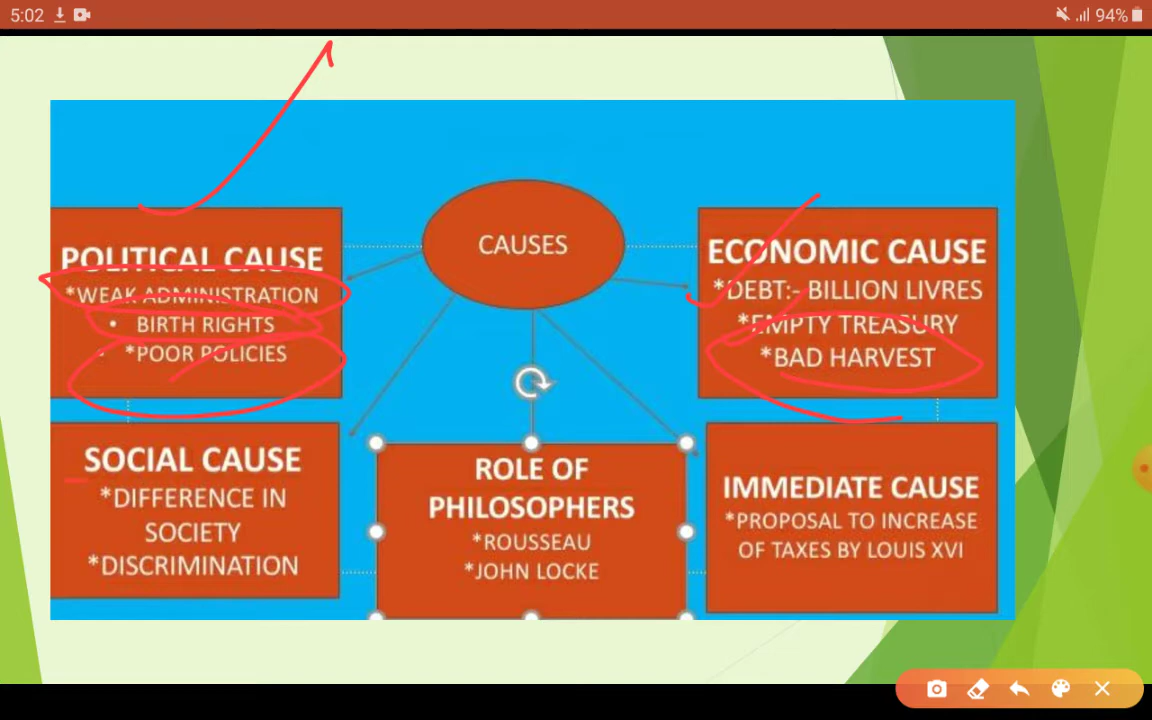 5:02
94%
CAUSES
POLITICAL CAUSE
*WEAK ADMINISTRATION
• BIRTH RIGHTS
*POOR POLICIES
ECONOMIC CAUSE
*DEBT:- BILLION LIVRES
*EMPTY TREASURY
*BAD HARVEST
SOCIAL CAUSE
*DIFFERENCE IN
SOCIETY
*DISCRIMINATION
ROLE OF
PHILOSOPHERS
*ROUSSEAU
*JOHN LOCKE
IMMEDIATE CAUSE
*PROPOSAL TO INCREASE
OF TAXES BY LOUIS XVI